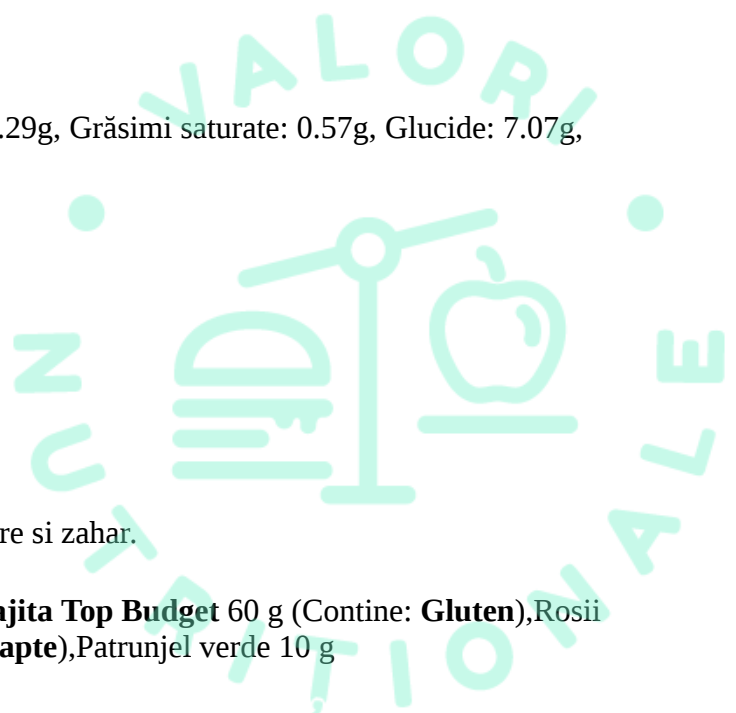 VALORI
.29g, Grăsimi saturate: 0.57g, Glucide: 7.07g,
NUTRITIONALE
re si zahar.
ajita Top Budget 60 g (Contine: Gluten),Rosii
apte),Patrunjel verde 10 g